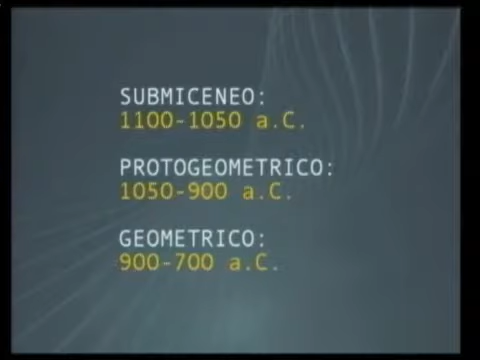 SUBMICENEO:
1100-1050 a.C.
PROTOGEOMETRICO:
1050-900 a.C.
GEOMETRICO:
900-700 a.C.